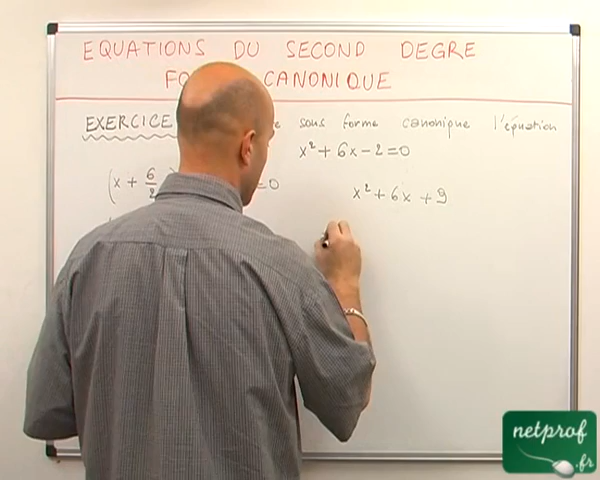 EQUATIONS DU SECOND DEGRE
CANONIQUE
EXERCICE sous forme canonique l'équation
x² + 6x - 2 = 0
(x + 6/2 = 0
x² + 6x + 9
netprof
.fr